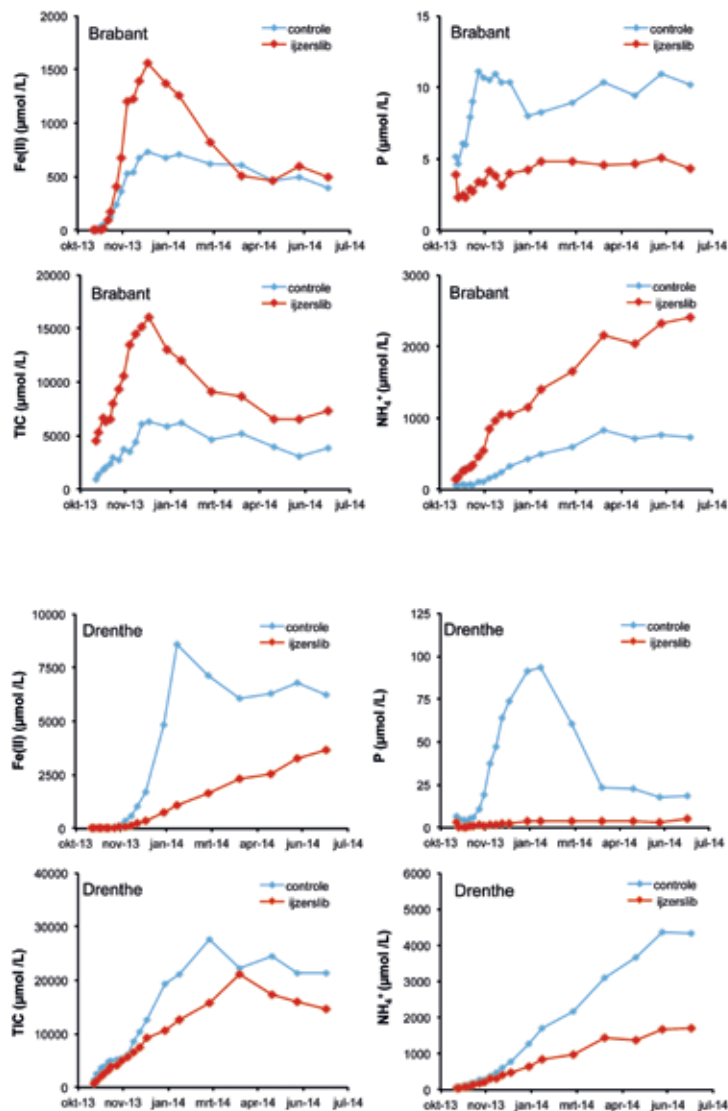 Brabant
controle
ijzerslib
Fe(II) (µmol /L)
2000
1500
1000
500
0
okt-13 nov-13 jan-14 mrt-14 apr-14 jun-14 jul-14
Brabant
controle
ijzerslib
P (µmol /L)
15
10
5
0
okt-13 nov-13 jan-14 mrt-14 apr-14 jun-14 jul-14
Brabant
controle
ijzerslib
TIC (µmol /L)
20000
15000
10000
5000
0
okt-13 nov-13 jan-14 mrt-14 apr-14 jun-14 jul-14
Brabant
controle
ijzerslib
NH₄⁺ (µmol /L)
3000
2000
1000
0
okt-13 nov-13 jan-14 mrt-14 apr-14 jun-14 jul-14
Drenthe
controle
ijzerslib
Fe(II) (µmol /L)
10000
7500
5000
2500
0
okt-13 nov-13 jan-14 mrt-14 apr-14 jun-14 jul-14
Drenthe
controle
ijzerslib
P (µmol /L)
125
100
75
50
25
0
okt-13 nov-13 jan-14 mrt-14 apr-14 jun-14 jul-14
Drenthe
controle
ijzerslib
TIC (µmol /L)
40000
30000
20000
10000
0
okt-13 nov-13 jan-14 mrt-14 apr-14 jun-14 jul-14
Drenthe
controle
ijzerslib
NH₄⁺ (µmol /L)
6000
5000
4000
3000
2000
1000
0
okt-13 nov-13 jan-14 mrt-14 apr-14 jun-14 jul-14